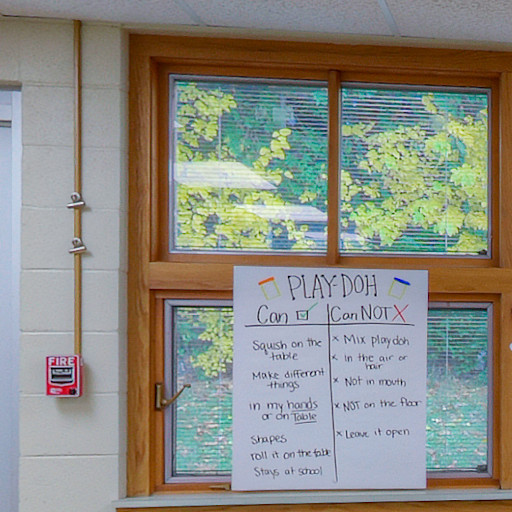 FIRE
PLAY-DOH
Can ✓
Squish on the
table
Make different
things
in my hands
or on Table
Shapes
roll it on the table
Stays at school
Can NOT X
x Mix playdoh
x In the air or
hair
x Not in mouth
x NOT on the floor
x Leave it open